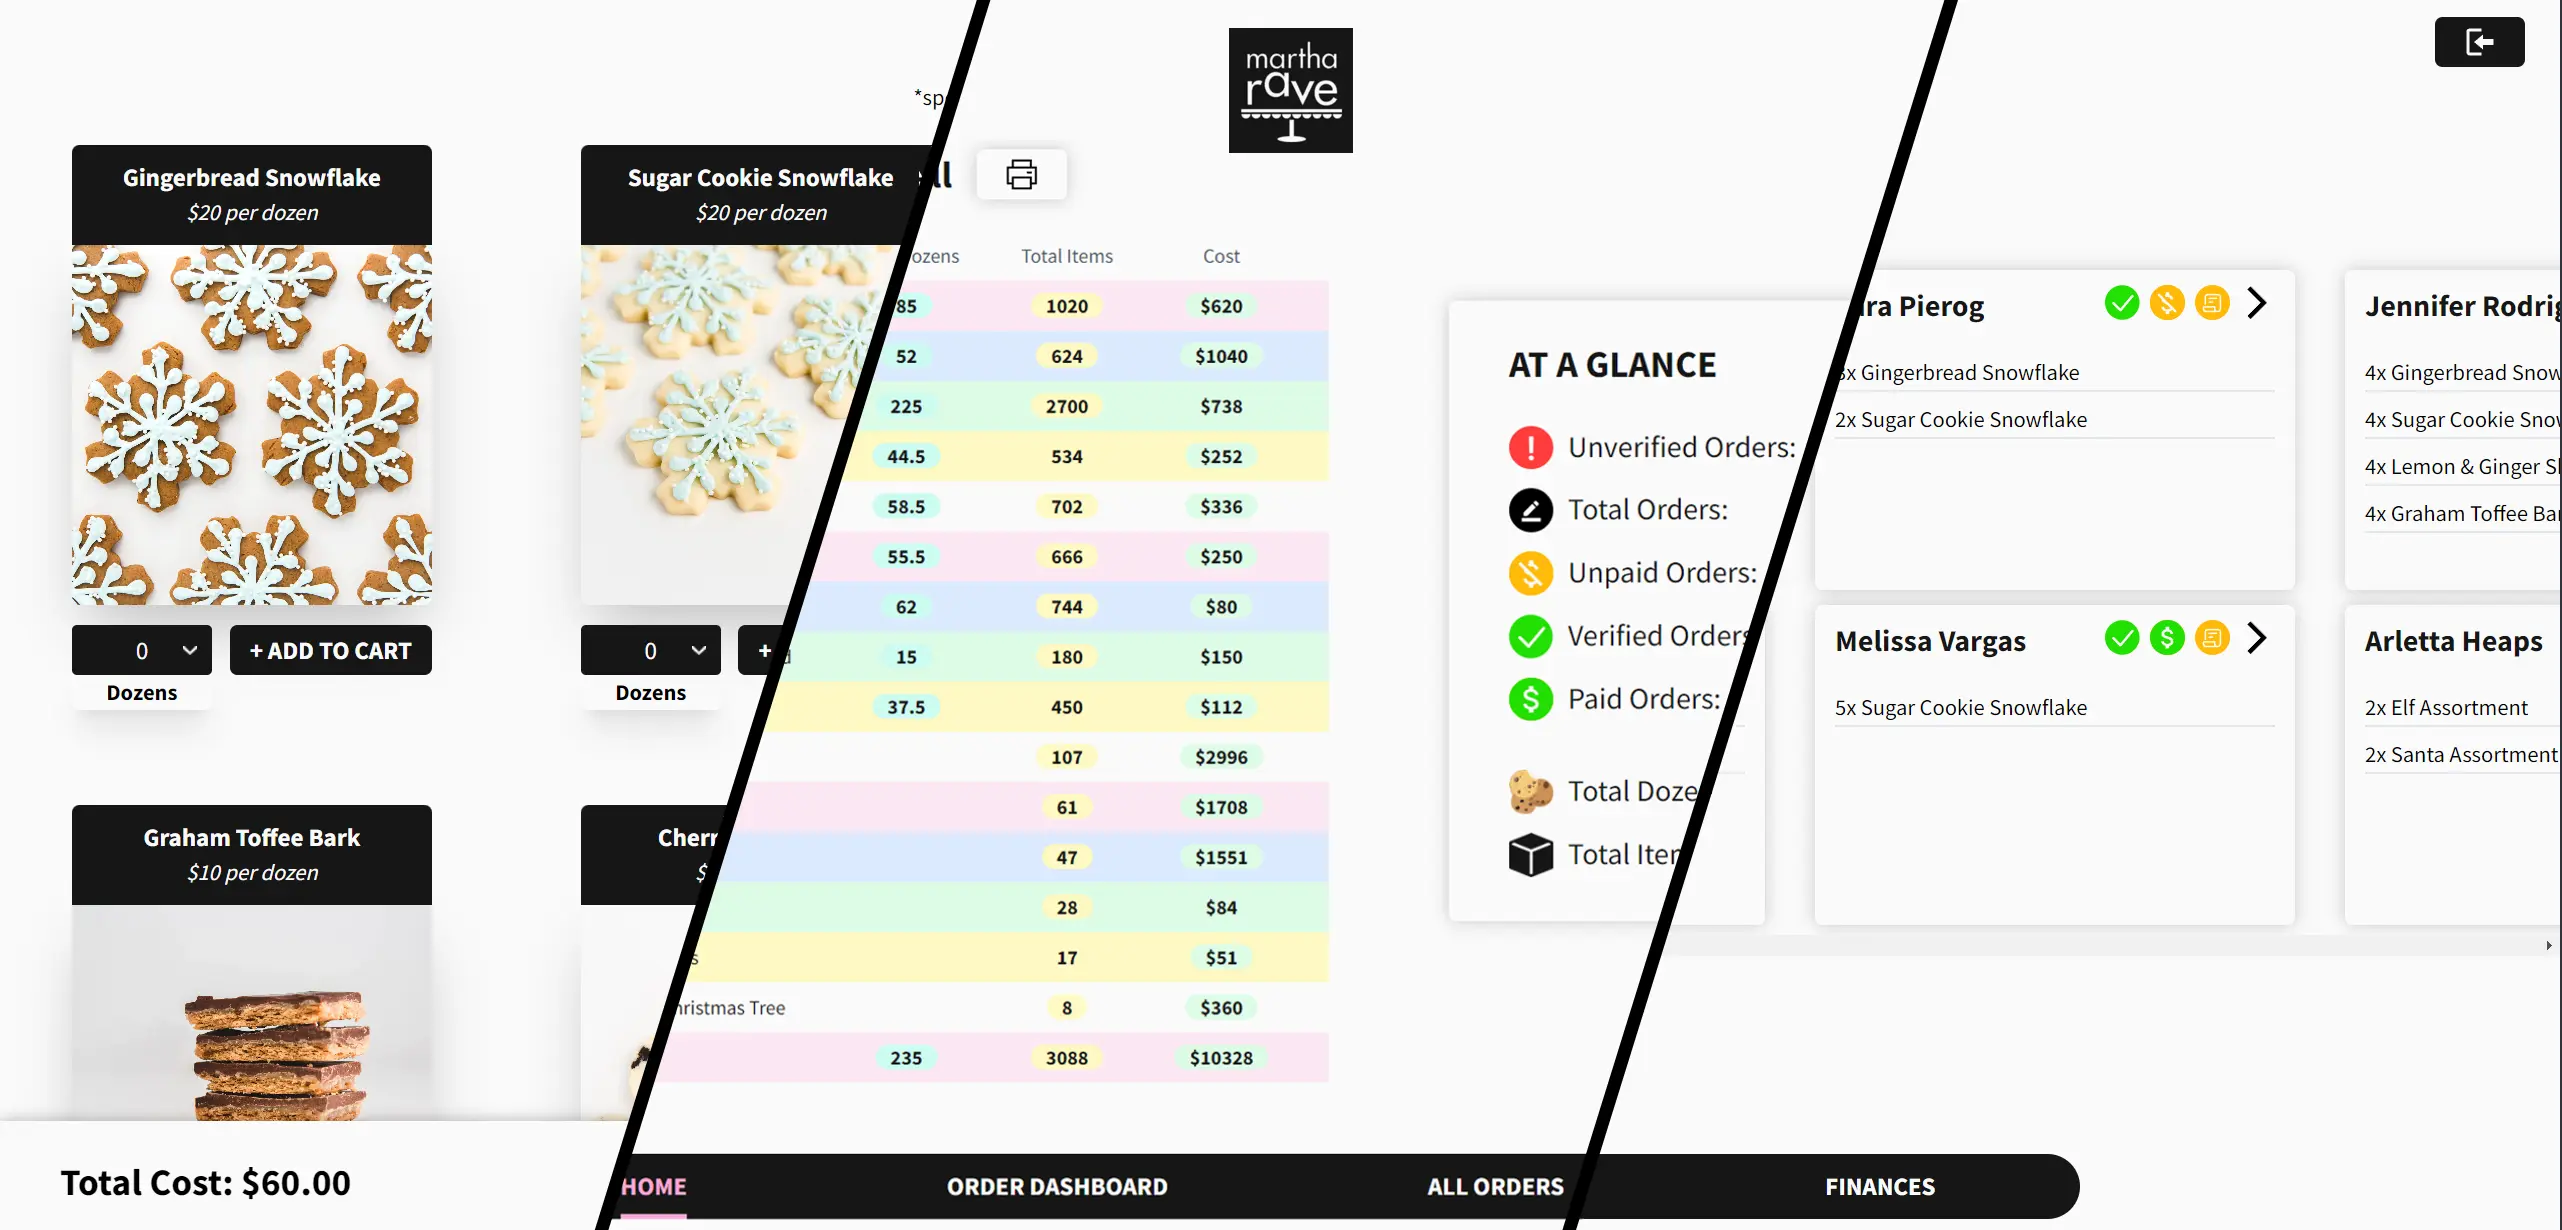 Gingerbread Snowflake
$20 per dozen
0
+ ADD TO CART
Dozens
Sugar Cookie Snowflake
$20 per dozen
0
+
Dozens
Graham Toffee Bark
$10 per dozen
Cherr
$
Total Cost: $60.00
*spe
martha
rave
ll
ozens Total Items Cost
85 1020 $620
52 624 $1040
225 2700 $738
44.5 534 $252
58.5 702 $336
55.5 666 $250
62 744 $80
d 15 180 $150
37.5 450 $112
107 $2996
61 $1708
47 $1551
28 $84
s 17 $51
hristmas Tree 8 $360
235 3088 $10328
AT A GLANCE
Unverified Orders:
Total Orders:
Unpaid Orders:
Verified Orders
Paid Orders:
Total Doze
Total Iter
ra Pierog
3x Gingerbread Snowflake
2x Sugar Cookie Snowflake
Jennifer Rodrig
4x Gingerbread Snow
4x Sugar Cookie Snow
4x Lemon & Ginger Sh
4x Graham Toffee Bar
Melissa Vargas
5x Sugar Cookie Snowflake
Arletta Heaps
2x Elf Assortment
2x Santa Assortment
HOME
ORDER DASHBOARD
ALL ORDERS
FINANCES